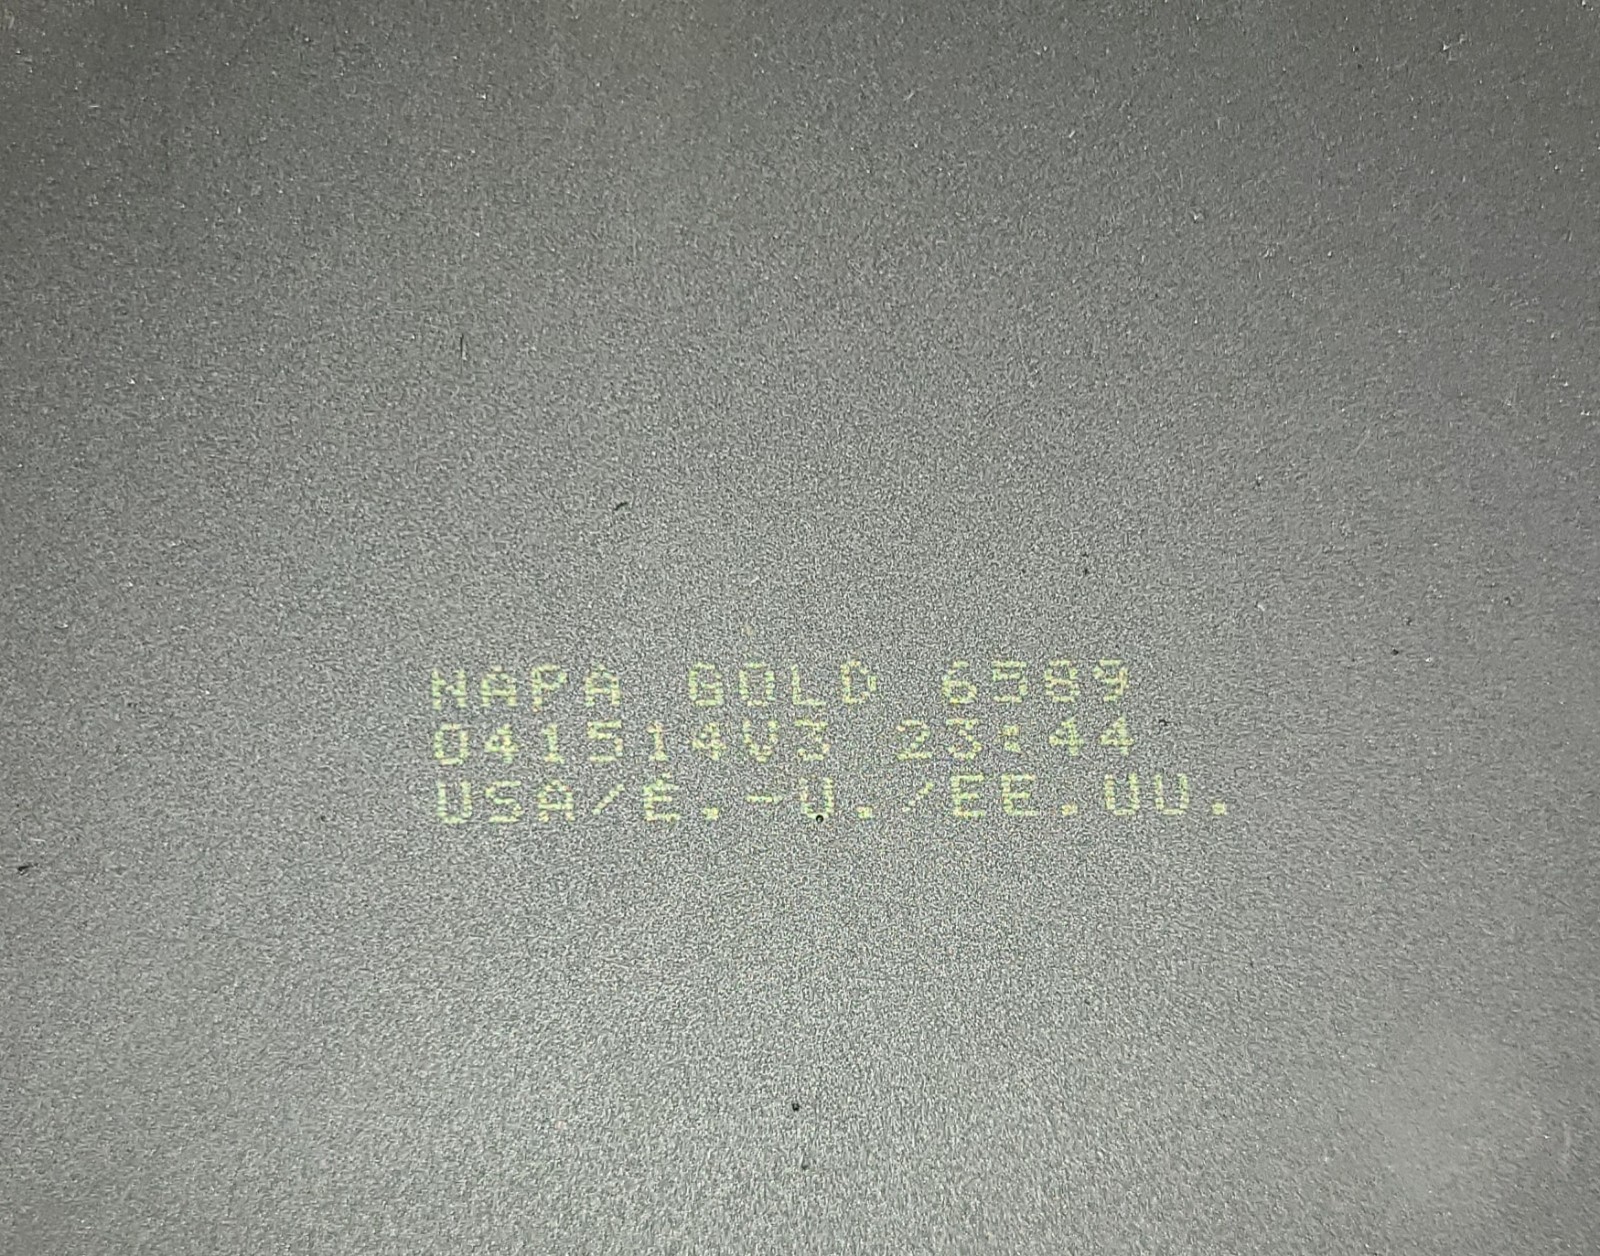 NAPA GOLD 6589
041514V3 23:44
USA/É.-U./EE.UU.